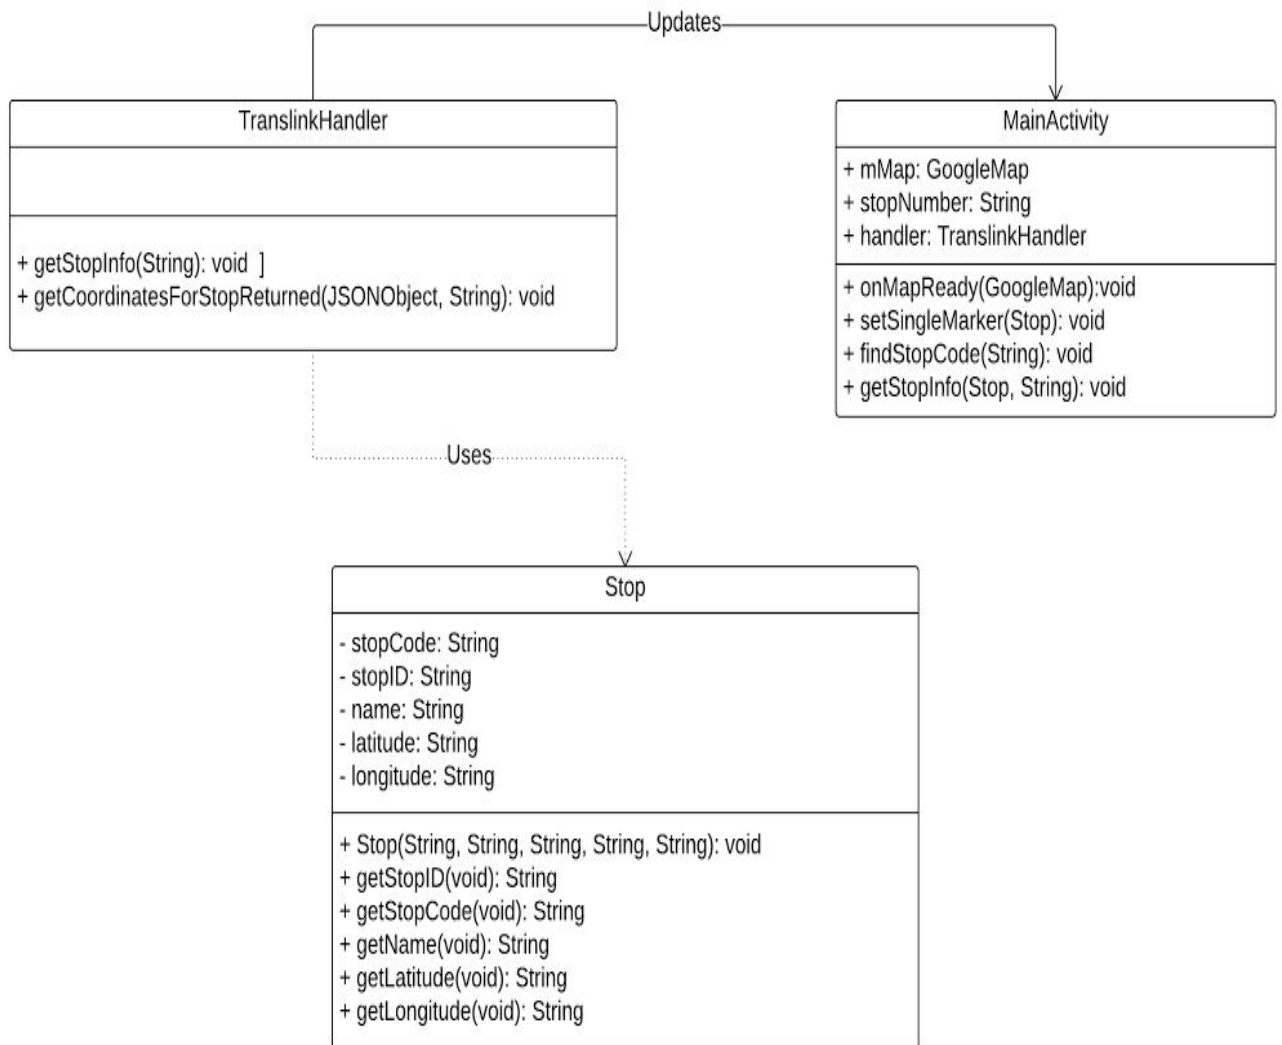 Updates
TranslinkHandler
+ getStopInfo(String): void  ]
+ getCoordinatesForStopReturned(JSONObject, String): void
MainActivity
+ mMap: GoogleMap
+ stopNumber: String
+ handler: TranslinkHandler
+ onMapReady(GoogleMap):void
+ setSingleMarker(Stop): void
+ findStopCode(String): void
+ getStopInfo(Stop, String): void
Uses
Stop
- stopCode: String
- stopID: String
- name: String
- latitude: String
- longitude: String
+ Stop(String, String, String, String, String): void
+ getStopID(void): String
+ getStopCode(void): String
+ getName(void): String
+ getLatitude(void): String
+ getLongitude(void): String